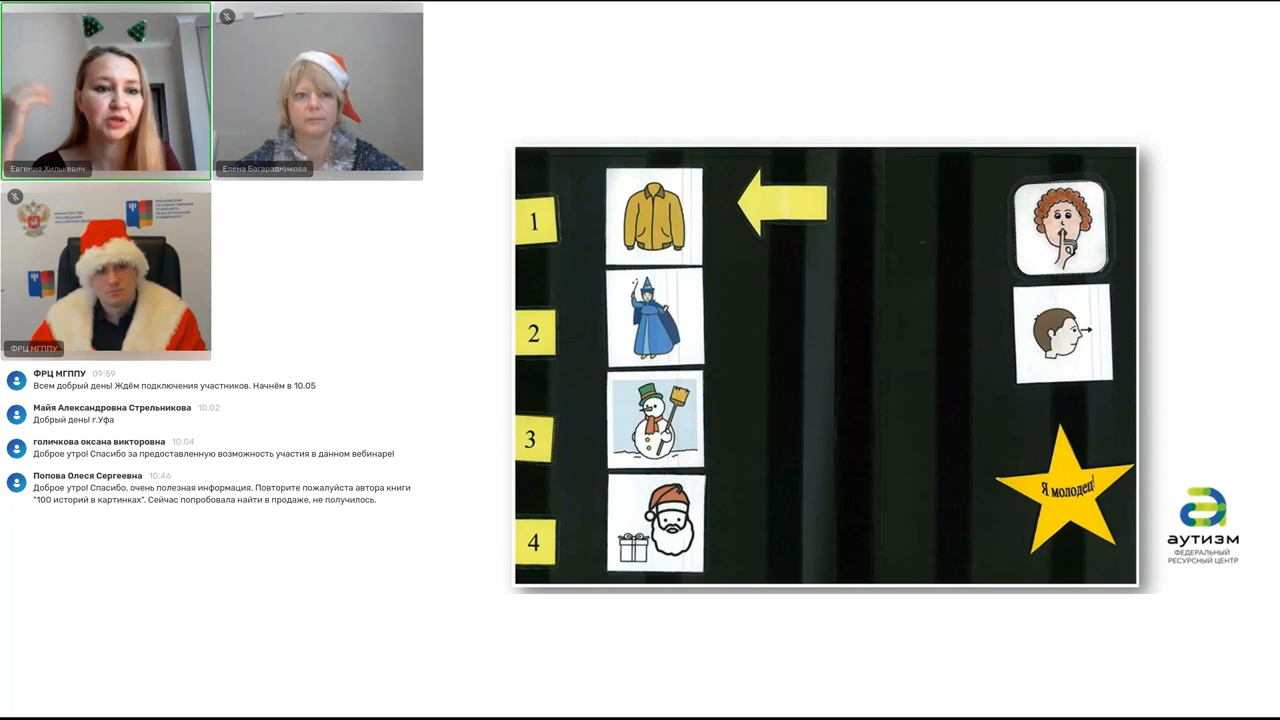 Евгения Хилькевич
Елена Багарадникова
ФРЦ МГППУ
ФРЦ МГППУ 09:59
Всем добрый день! Ждём подключения участников. Начнём в 10.05
Майя Александровна Стрельникова 10:02
Добрый день! г.Уфа
голичкова оксана викторовна 10:04
Доброе утро! Спасибо за предоставленную возможность участия в данном вебинаре!
Попова Олеся Сергеевна 10:46
Доброе утро! Спасибо, очень полезная информация. Повторите пожалуйста автора книги
"100 историй в картинках". Сейчас попробовала найти в продаже, не получилось.
1
2
3
4
Я молодец!
аутизм
ФЕДЕРАЛЬНЫЙ
РЕСУРСНЫЙ ЦЕНТР